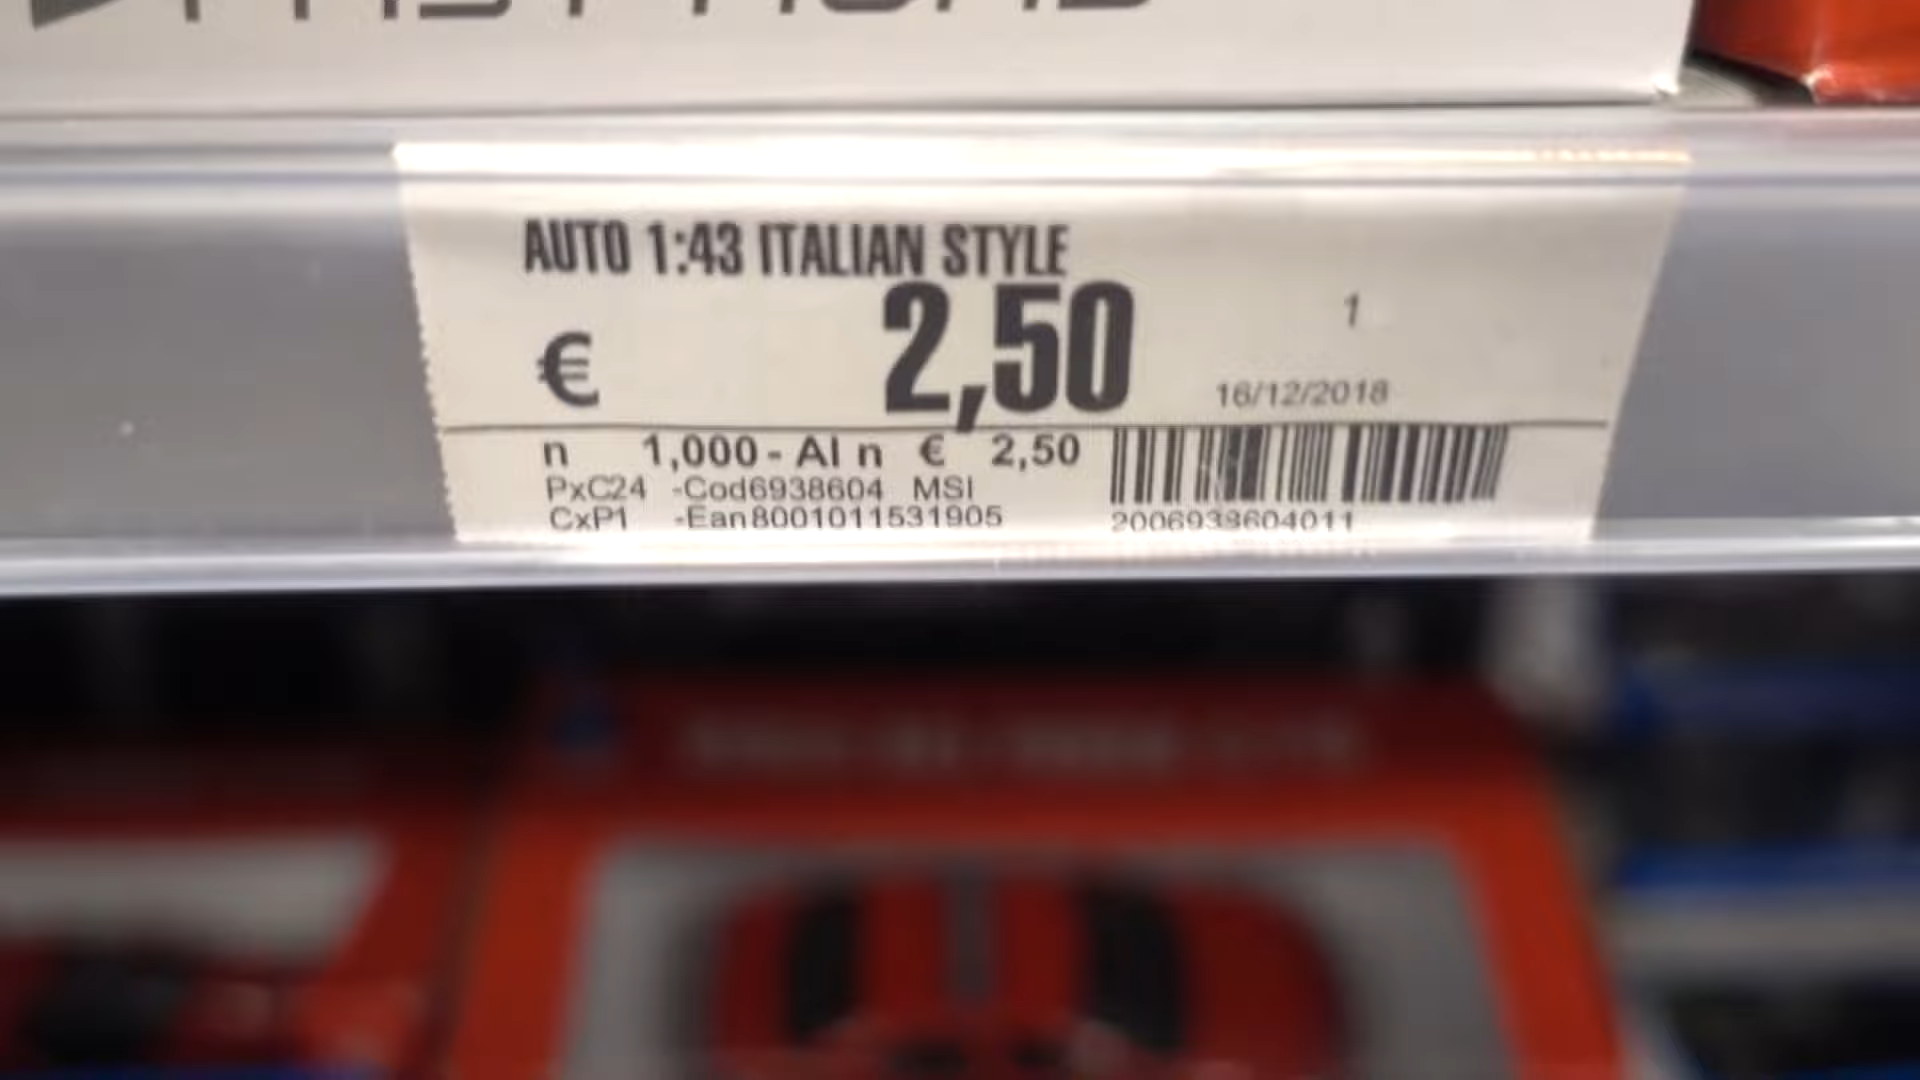 AUTO 1:43 ITALIAN STYLE
€ 2,50
1
16/12/2018
n 1,000 - Al n € 2,50
PxC24 -Cod6938604 MSI
CxP1 -Ean8001011531905
2006938604011